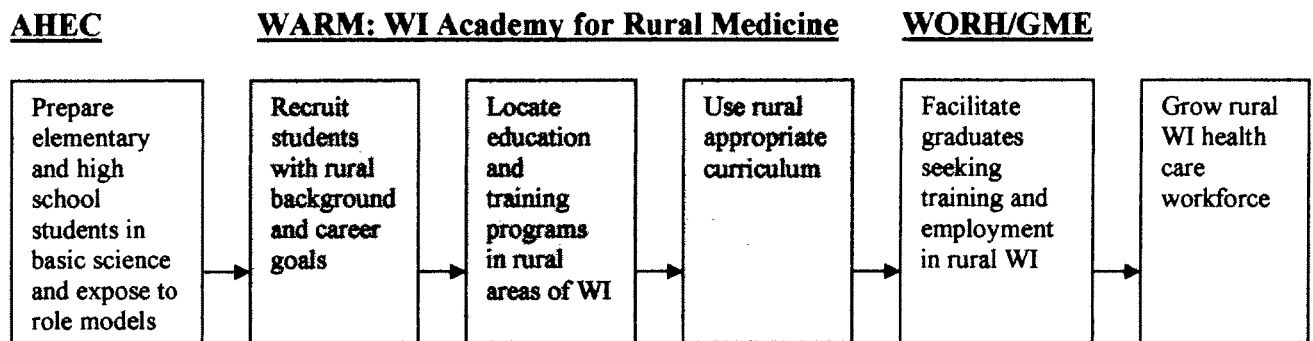 AHEC
WARM: WI Academy for Rural Medicine
WORH/GME
Prepare
elementary
and high
school
students in
basic science
and expose to
role models
Recruit
students
with rural
background
and career
goals
Locate
education
and
training
programs
in rural
areas of WI
Use rural
appropriate
curriculum
Facilitate
graduates
seeking
training and
employment
in rural WI
Grow rural
WI health
care
workforce